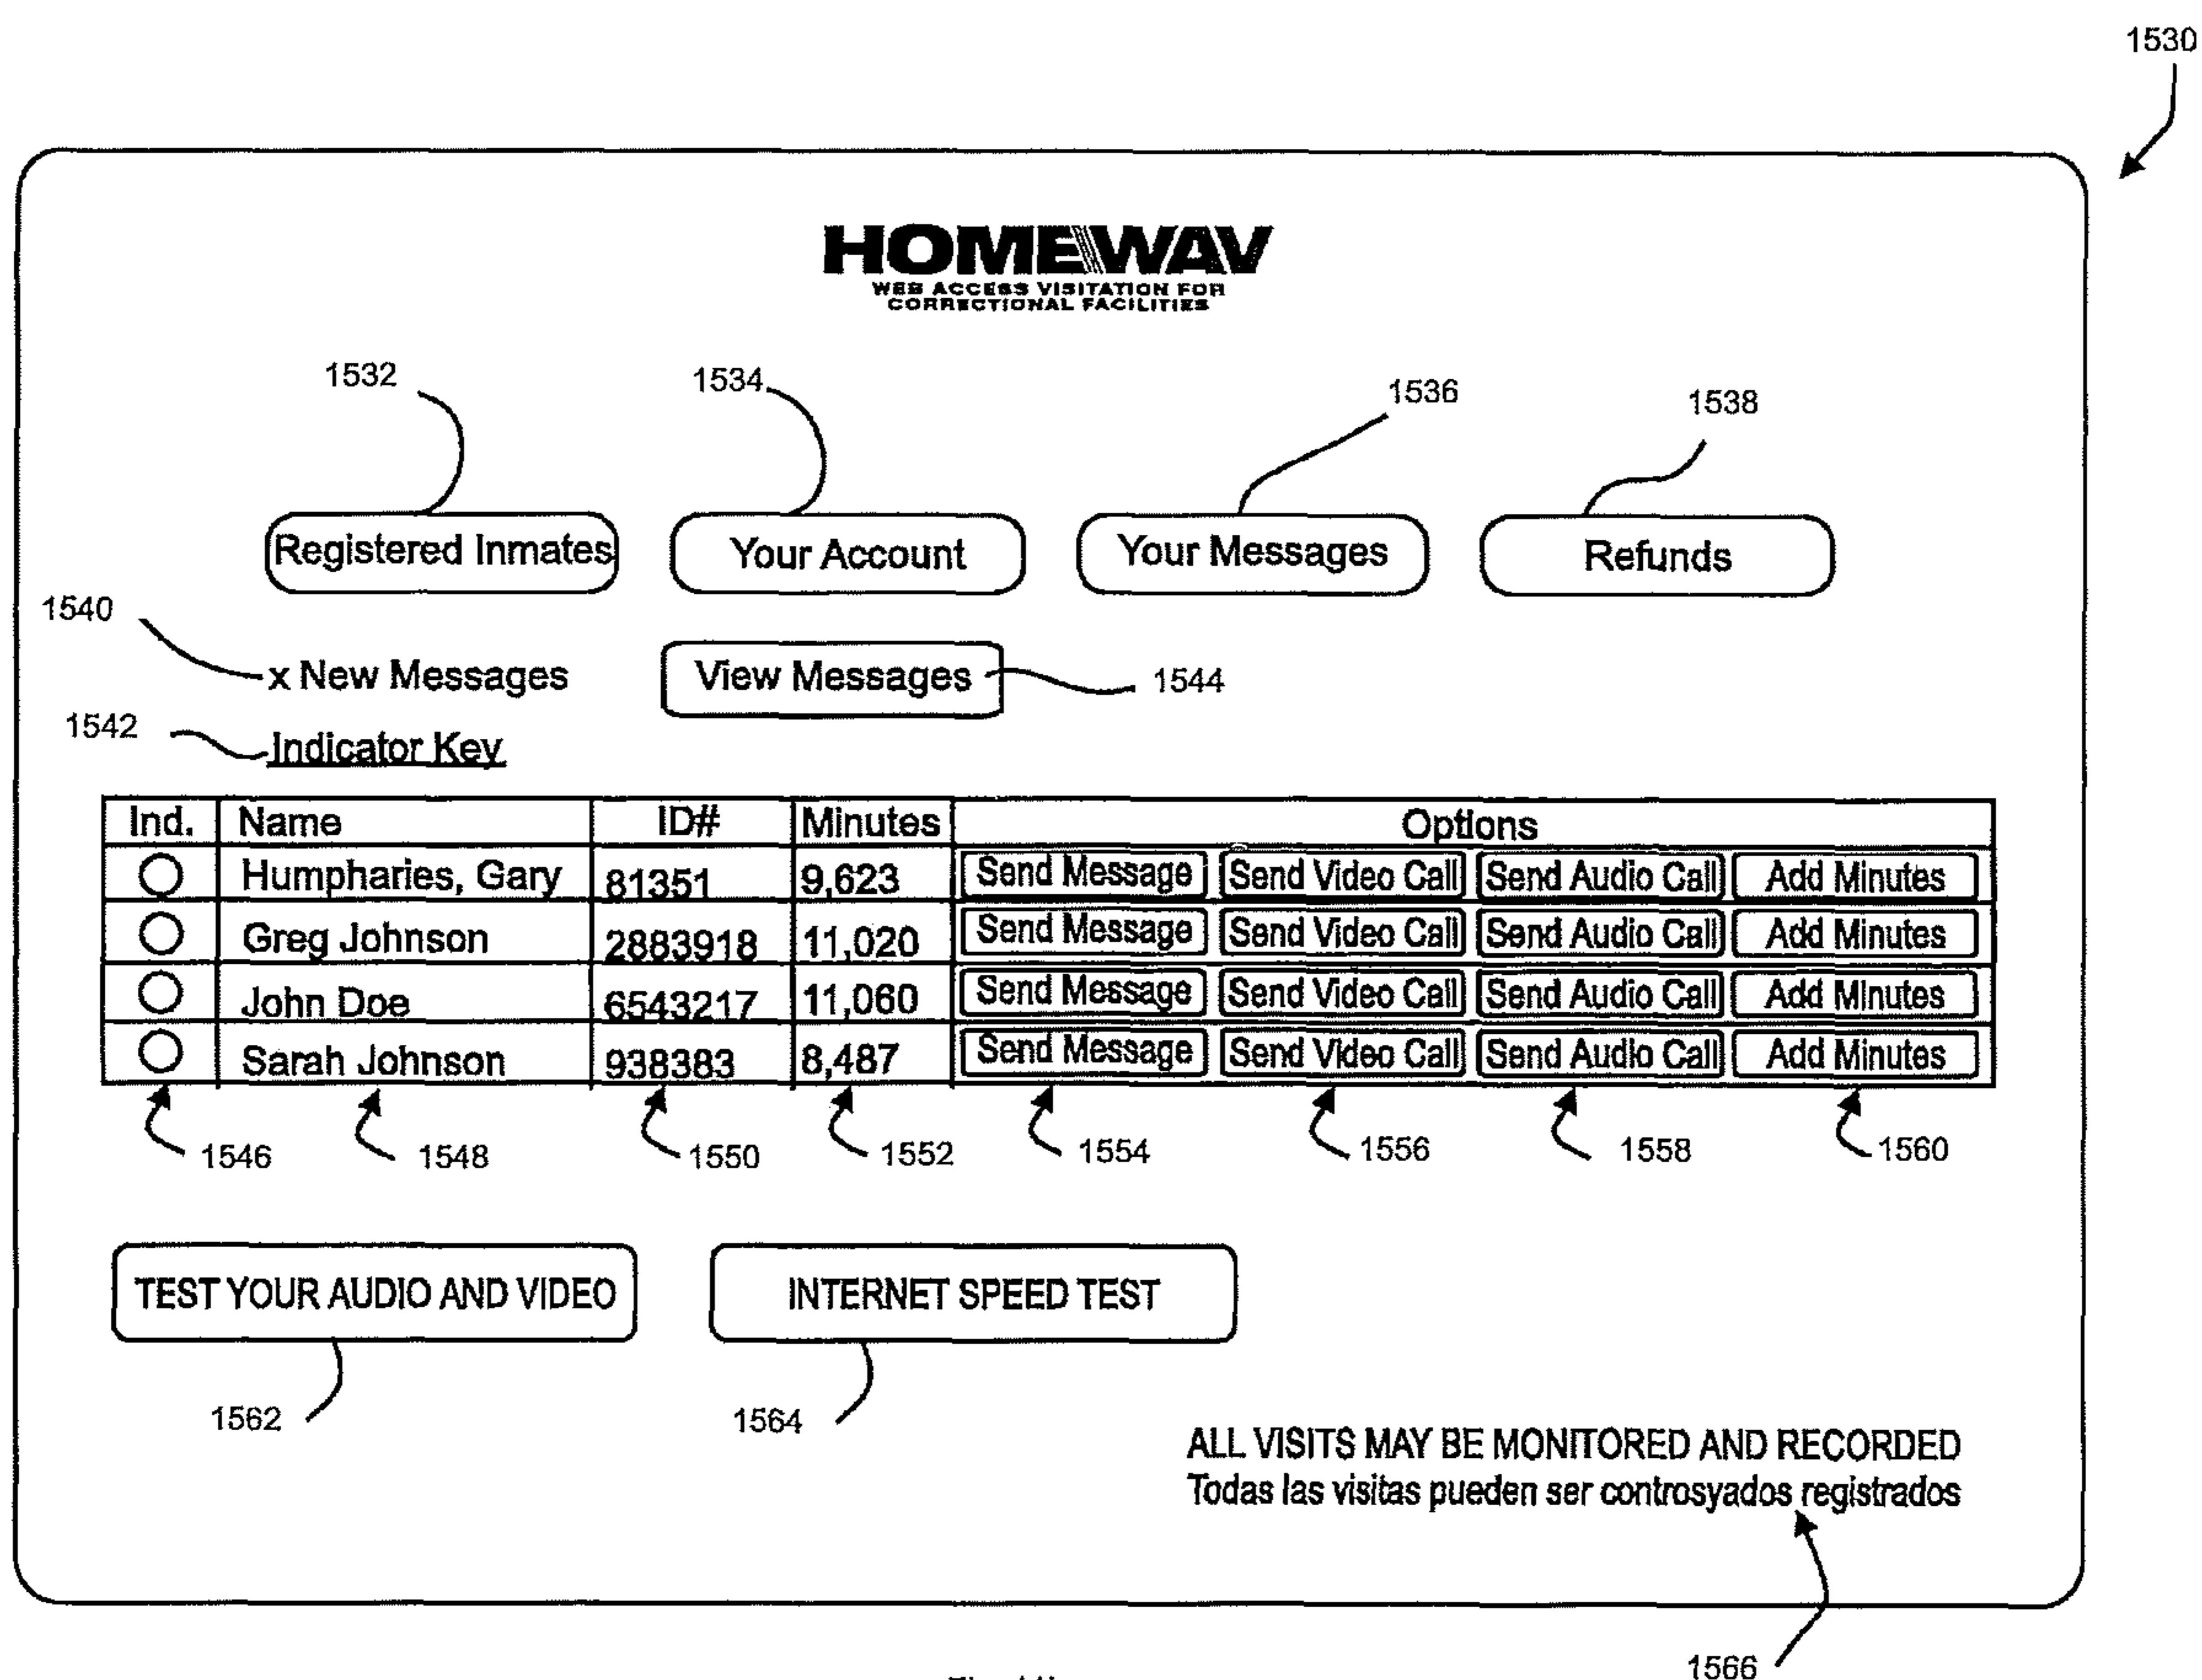 1530
HOMEWAV
WEB ACCESS VISITATION FOR
CORRECTIONAL FACILITIES
1532 1534 1536 1538
Registered Inmates Your Account Your Messages Refunds
1540
x New Messages View Messages 1544
1542
Indicator Key
Ind. Name ID# Minutes Options
Humpharies, Gary 81351 9,623 Send Message Send Video Call Send Audio Call Add Minutes
Greg Johnson 2883918 11,020 Send Message Send Video Call Send Audio Call Add Minutes
John Doe 6543217 11,060 Send Message Send Video Call Send Audio Call Add Minutes
Sarah Johnson 938383 8,487 Send Message Send Video Call Send Audio Call Add Minutes
1546 1548 1550 1552 1554 1556 1558 1560
TEST YOUR AUDIO AND VIDEO INTERNET SPEED TEST
1562 1564
ALL VISITS MAY BE MONITORED AND RECORDED
Todas las visitas pueden ser controsyados registrados
1566